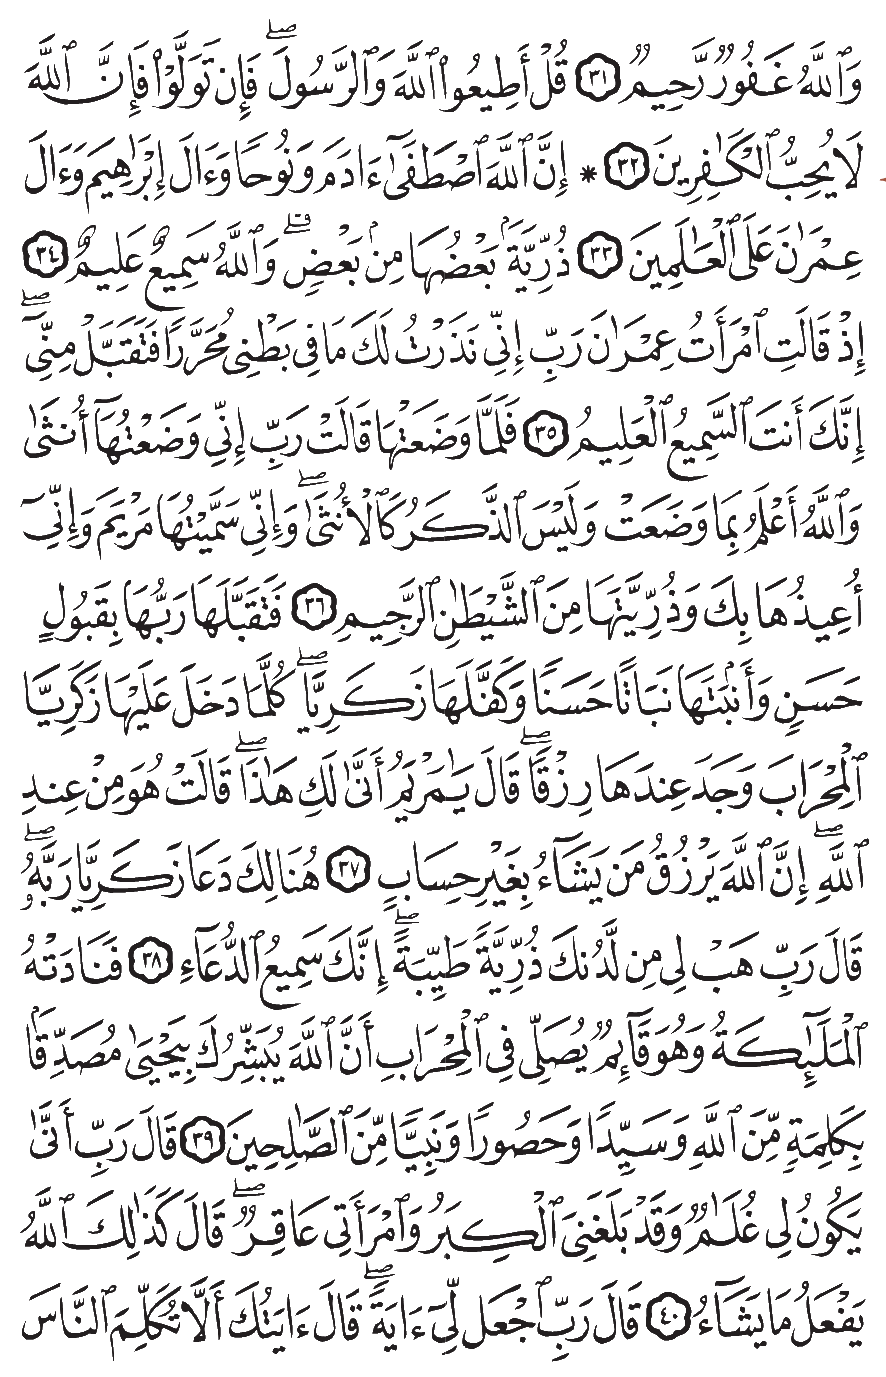 وَٱللَّهُ غَفُورٌ رَّحِيمٌ ٣١ قُلْ أَطِيعُوا۟ ٱللَّهَ وَٱلرَّسُولَ ۖ فَإِن تَوَلَّوْا۟ فَإِنَّ ٱللَّهَ
لَا يُحِبُّ ٱلْكَـٰفِرِينَ ٣٢ * إِنَّ ٱللَّهَ ٱصْطَفَىٰٓ ءَادَمَ وَنُوحًا وَءَالَ إِبْرَٰهِيمَ وَءَالَ
عِمْرَٰنَ عَلَى ٱلْعَـٰلَمِينَ ٣٣ ذُرِّيَّةًۢ بَعْضُهَا مِنۢ بَعْضٍ ۗ وَٱللَّهُ سَمِيعٌ عَلِيمٌ ٣٤
إِذْ قَالَتِ ٱمْرَأَتُ عِمْرَٰنَ رَبِّ إِنِّى نَذَرْتُ لَكَ مَا فِى بَطْنِى مُحَرَّرًا فَتَقَبَّلْ مِنِّىٓ ۖ
إِنَّكَ أَنتَ ٱلسَّمِيعُ ٱلْعَلِيمُ ٣٥ فَلَمَّا وَضَعَتْهَا قَالَتْ رَبِّ إِنِّى وَضَعْتُهَآ أُنثَىٰ
وَٱللَّهُ أَعْلَمُ بِمَا وَضَعَتْ وَلَيْسَ ٱلذَّكَرُ كَٱلْأُنثَىٰ ۖ وَإِنِّى سَمَّيْتُهَا مَرْيَمَ وَإِنِّىٓ
أُعِيذُهَا بِكَ وَذُرِّيَّتَهَا مِنَ ٱلشَّيْطَـٰنِ ٱلرَّجِيمِ ٣٦ فَتَقَبَّلَهَا رَبُّهَا بِقَبُولٍ
حَسَنٍ وَأَنۢبَتَهَا نَبَاتًا حَسَنًا وَكَفَّلَهَا زَكَرِيَّا ۖ كُلَّمَا دَخَلَ عَلَيْهَا زَكَرِيَّا
ٱلْمِحْرَابَ وَجَدَ عِندَهَا رِزْقًا ۖ قَالَ يَـٰمَرْيَمُ أَنَّىٰ لَكِ هَـٰذَا ۖ قَالَتْ هُوَ مِنْ عِندِ
ٱللَّهِ ۖ إِنَّ ٱللَّهَ يَرْزُقُ مَن يَشَآءُ بِغَيْرِ حِسَابٍ ٣٧ هُنَالِكَ دَعَا زَكَرِيَّا رَبَّهُۥ ۖ
قَالَ رَبِّ هَبْ لِى مِن لَّدُنكَ ذُرِّيَّةً طَيِّبَةً ۖ إِنَّكَ سَمِيعُ ٱلدُّعَآءِ ٣٨ فَنَادَتْهُ
ٱلْمَلَـٰٓئِكَةُ وَهُوَ قَآئِمٌ يُصَلِّى فِى ٱلْمِحْرَابِ أَنَّ ٱللَّهَ يُبَشِّرُكَ بِيَحْيَىٰ مُصَدِّقًۢا
بِكَلِمَةٍ مِّنَ ٱللَّهِ وَسَيِّدًا وَحَصُورًا وَنَبِيًّا مِّنَ ٱلصَّـٰلِحِينَ ٣٩ قَالَ رَبِّ أَنَّىٰ
يَكُونُ لِى غُلَـٰمٌ وَقَدْ بَلَغَنِىَ ٱلْكِبَرُ وَٱمْرَأَتِى عَاقِرٌ ۖ قَالَ كَذَٰلِكَ ٱللَّهُ
يَفْعَلُ مَا يَشَآءُ ٤٠ قَالَ رَبِّ ٱجْعَل لِّىٓ ءَايَةً ۖ قَالَ ءَايَتُكَ أَلَّا تُكَلِّمَ ٱلنَّاسَ